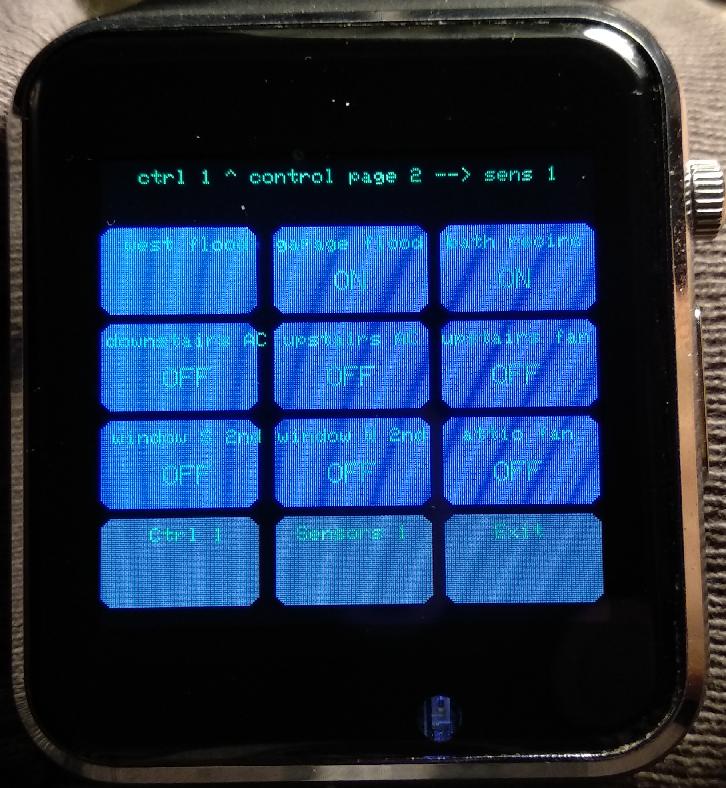 ctrl 1 ^ control page 2 --> sens 1
west flood garage flood bath recirc
ON ON
downstairs AC upstairs AC upstairs fan
OFF OFF OFF
window S 2nd window 2nd attic fan
OFF OFF OFF
Ctrl 1 Sensors 1 Exit